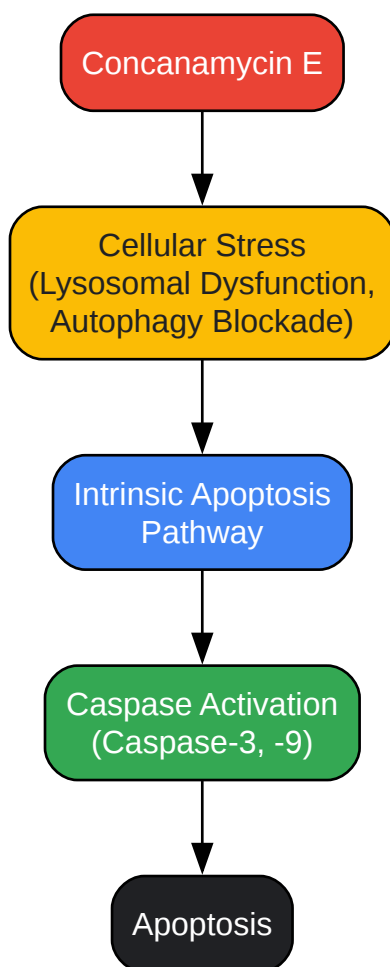 Concanamycin E
Cellular Stress
(Lysosomal Dysfunction,
Autophagy Blockade)
Intrinsic Apoptosis
Pathway
Caspase Activation
(Caspase-3, -9)
Apoptosis